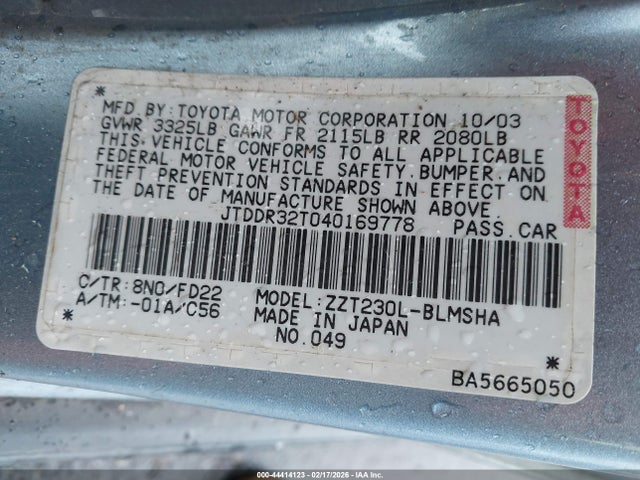 MFD BY: TOYOTA MOTOR CORPORATION 10/03
GVWR 3325LB GAWR FR 2115LB RR 2080LB
THIS VEHICLE CONFORMS TO ALL APPLICABLE
FEDERAL MOTOR VEHICLE SAFETY, BUMPER, AND
THEFT PREVENTION STANDARDS IN EFFECT ON
THE DATE OF MANUFACTURE SHOWN ABOVE.
JTDDR32T040169778 PASS. CAR
C/TR: 8N0/FD22 MODEL: ZZT230L-BLMSHA
A/TM: -01A/C56 MADE IN JAPAN
NO. 049
BA5665050
TOYOTA
000-44414123 - 02/17/2026 - IAA Inc.